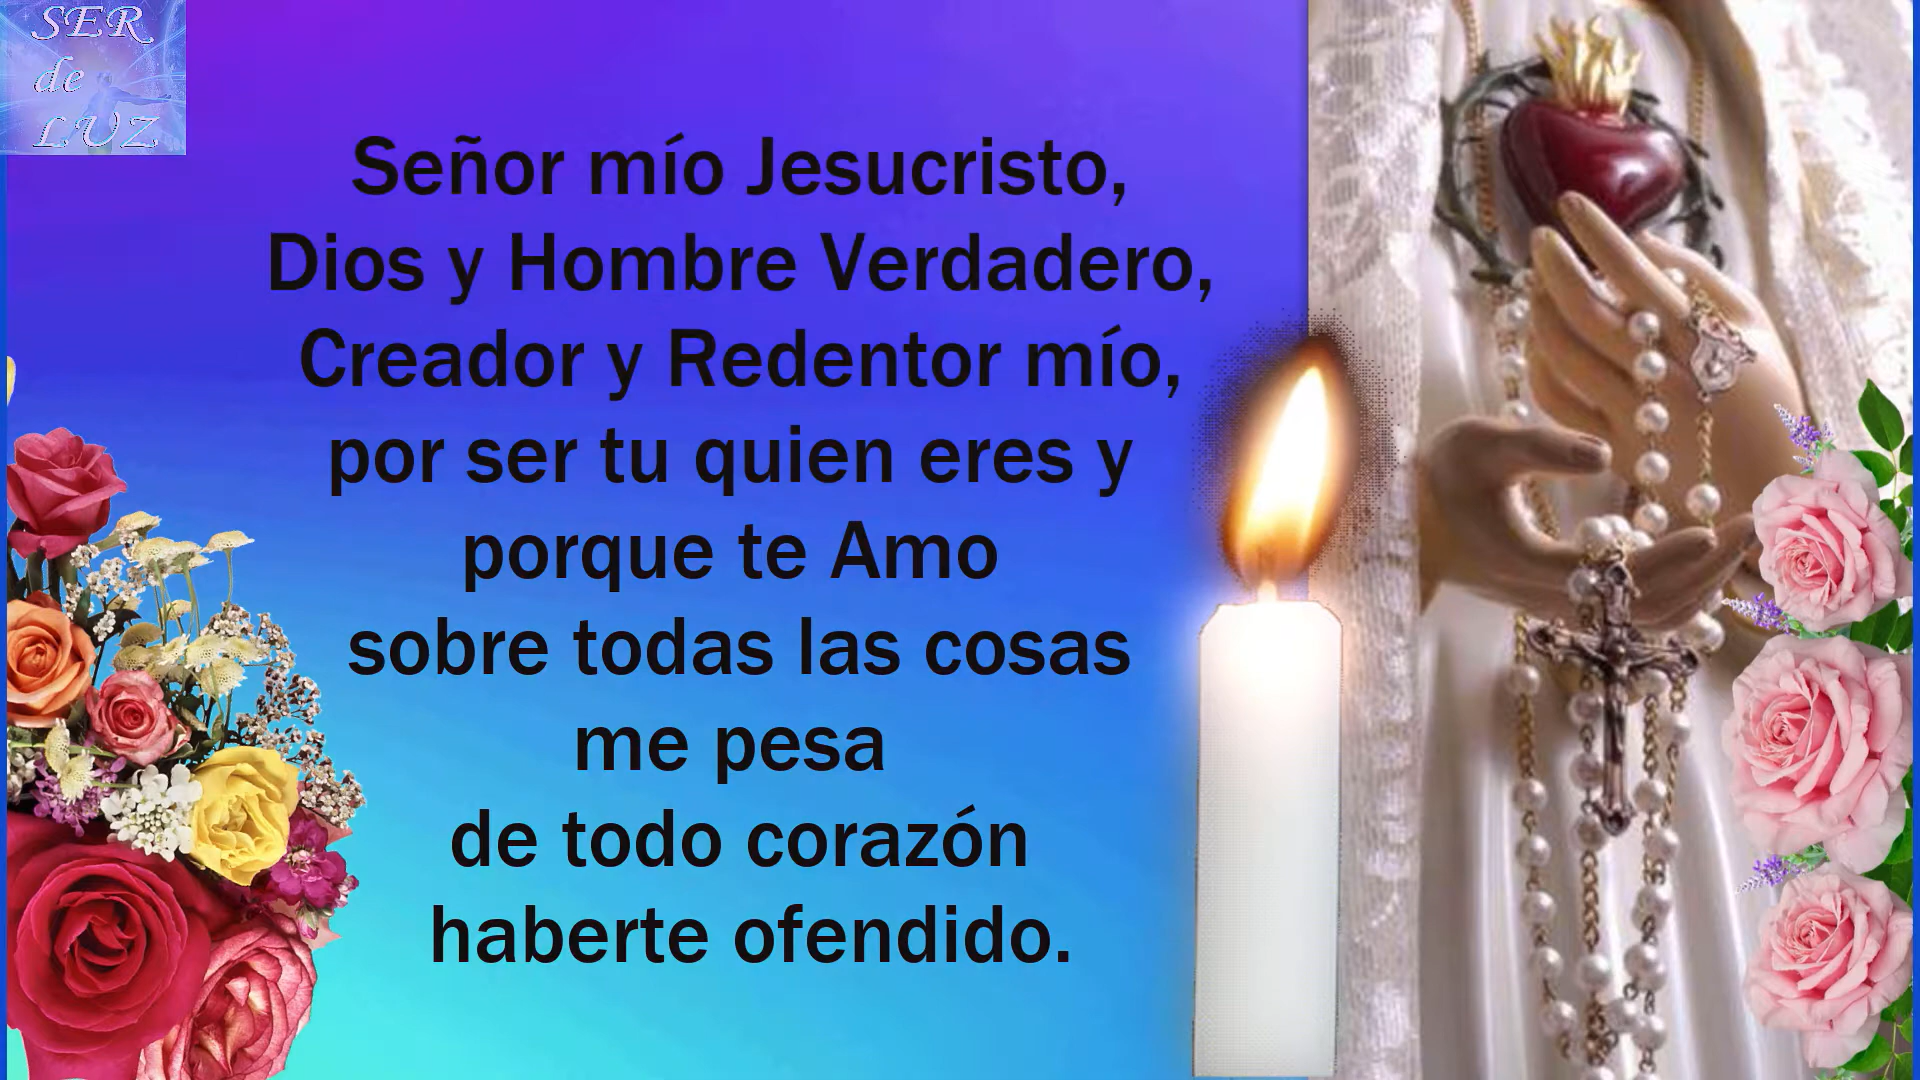 SER
de
LUZ
Señor mío Jesucristo,
Dios y Hombre Verdadero,
Creador y Redentor mío,
por ser tu quien eres y
porque te Amo
sobre todas las cosas
me pesa
de todo corazón
haberte ofendido.